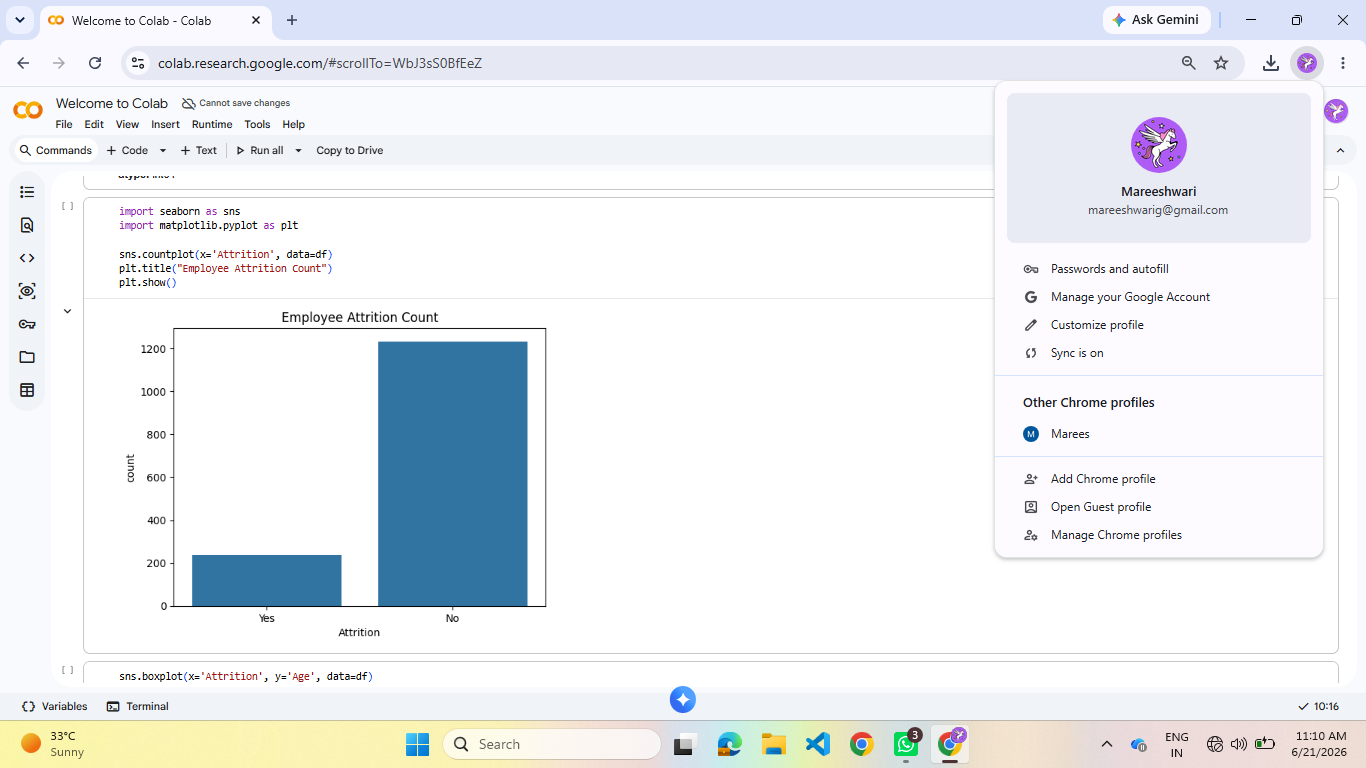 Welcome to Colab - Colab
Ask Gemini
colab.research.google.com/#scrollTo=WbJ3sS0BfEeZ
Welcome to Colab
Cannot save changes
File Edit View Insert Runtime Tools Help
Commands + Code + Text Run all Copy to Drive
[ ]
import seaborn as sns
import matplotlib.pyplot as plt
sns.countplot(x='Attrition', data=df)
plt.title("Employee Attrition Count")
plt.show()
Employee Attrition Count
1200
1000
800
600
400
200
0
count
Yes No
Attrition
[ ]
sns.boxplot(x='Attrition', y='Age', data=df)
Mareeshwari
mareeshwarig@gmail.com
Passwords and autofill
Manage your Google Account
Customize profile
Sync is on
Other Chrome profiles
M Marees
Add Chrome profile
Open Guest profile
Manage Chrome profiles
Variables Terminal
10:16
33°C
Sunny
Search
3
ENG
IN
11:10 AM
6/21/2026